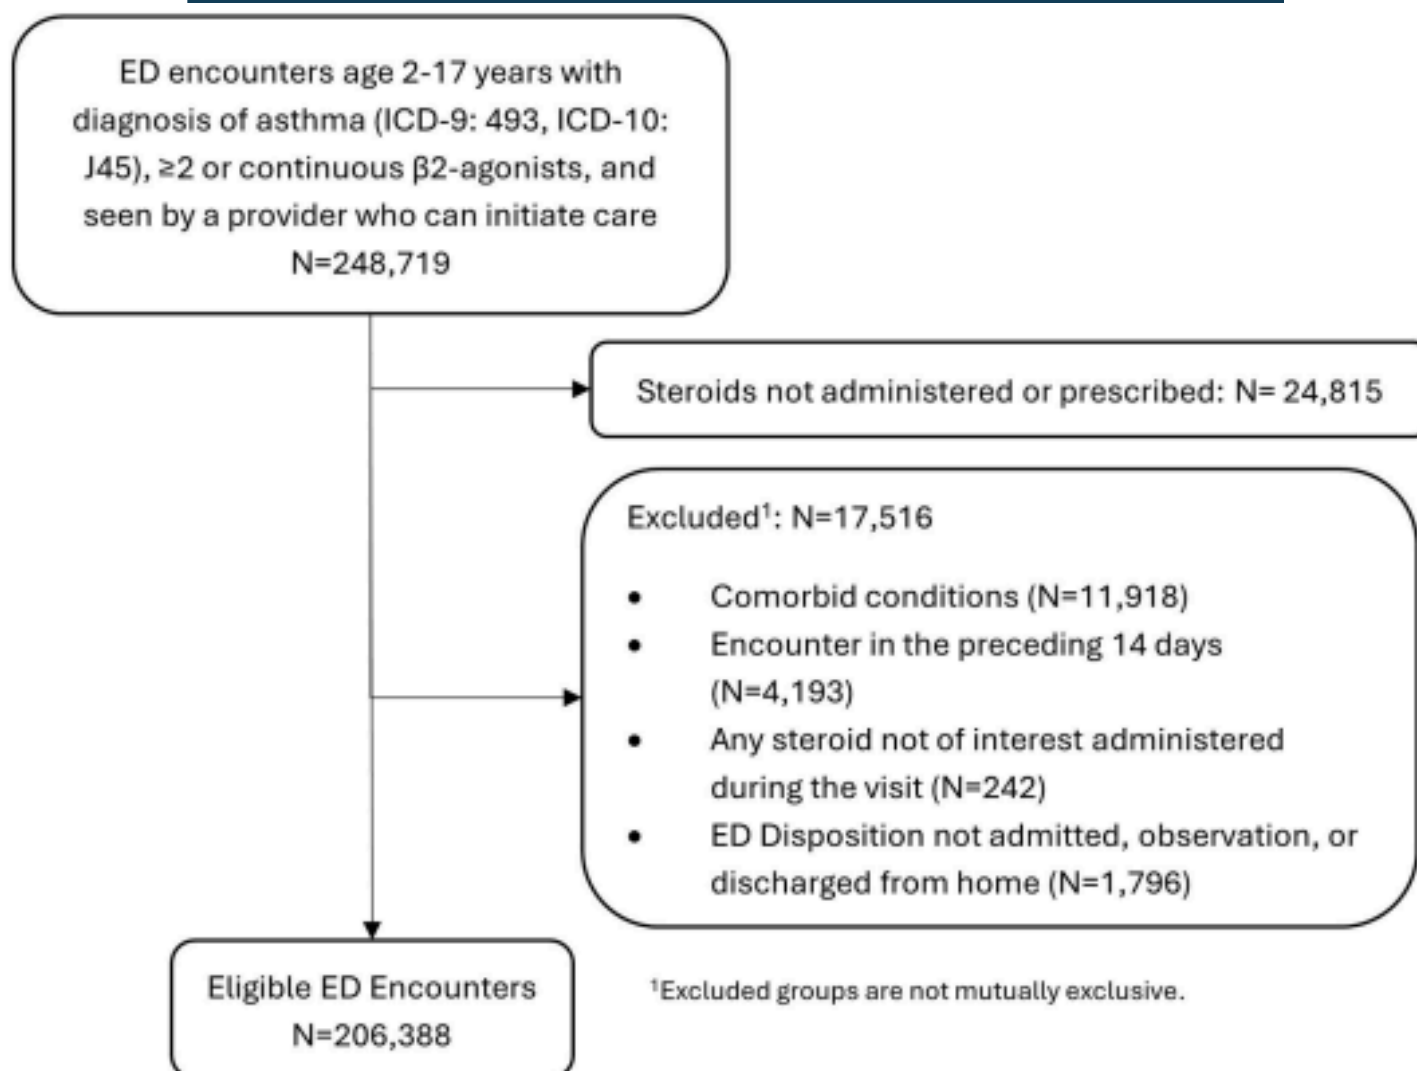 ED encounters age 2-17 years with
diagnosis of asthma (ICD-9: 493, ICD-10:
J45), ≥2 or continuous β2-agonists, and
seen by a provider who can initiate care
N=248,719
Steroids not administered or prescribed: N= 24,815
Excluded¹: N=17,516
• Comorbid conditions (N=11,918)
• Encounter in the preceding 14 days
(N=4,193)
• Any steroid not of interest administered
during the visit (N=242)
• ED Disposition not admitted, observation, or
discharged from home (N=1,796)
Eligible ED Encounters
N=206,388
¹Excluded groups are not mutually exclusive.